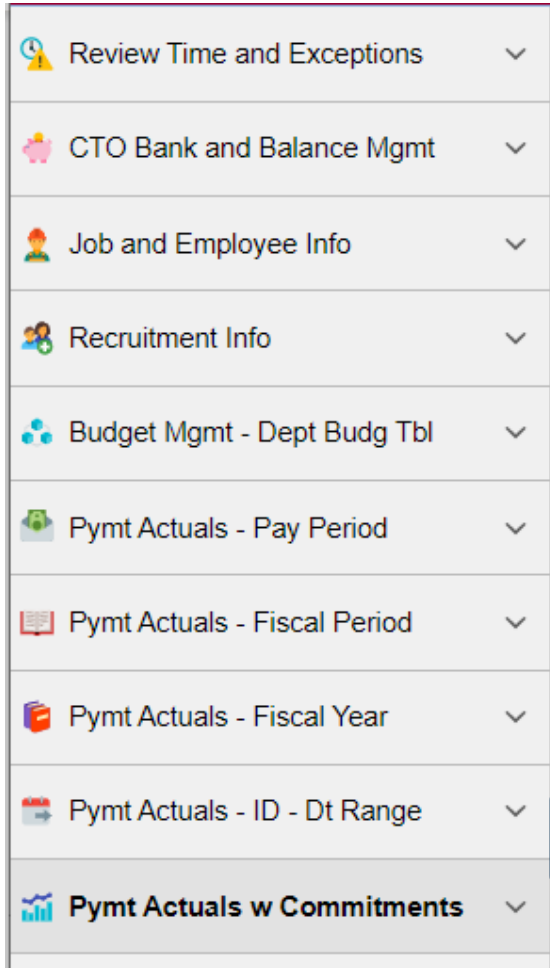 Review Time and Exceptions
CTO Bank and Balance Mgmt
Job and Employee Info
Recruitment Info
Budget Mgmt - Dept Budg Tbl
Pymt Actuals - Pay Period
Pymt Actuals - Fiscal Period
Pymt Actuals - Fiscal Year
Pymt Actuals - ID - Dt Range
Pymt Actuals w Commitments